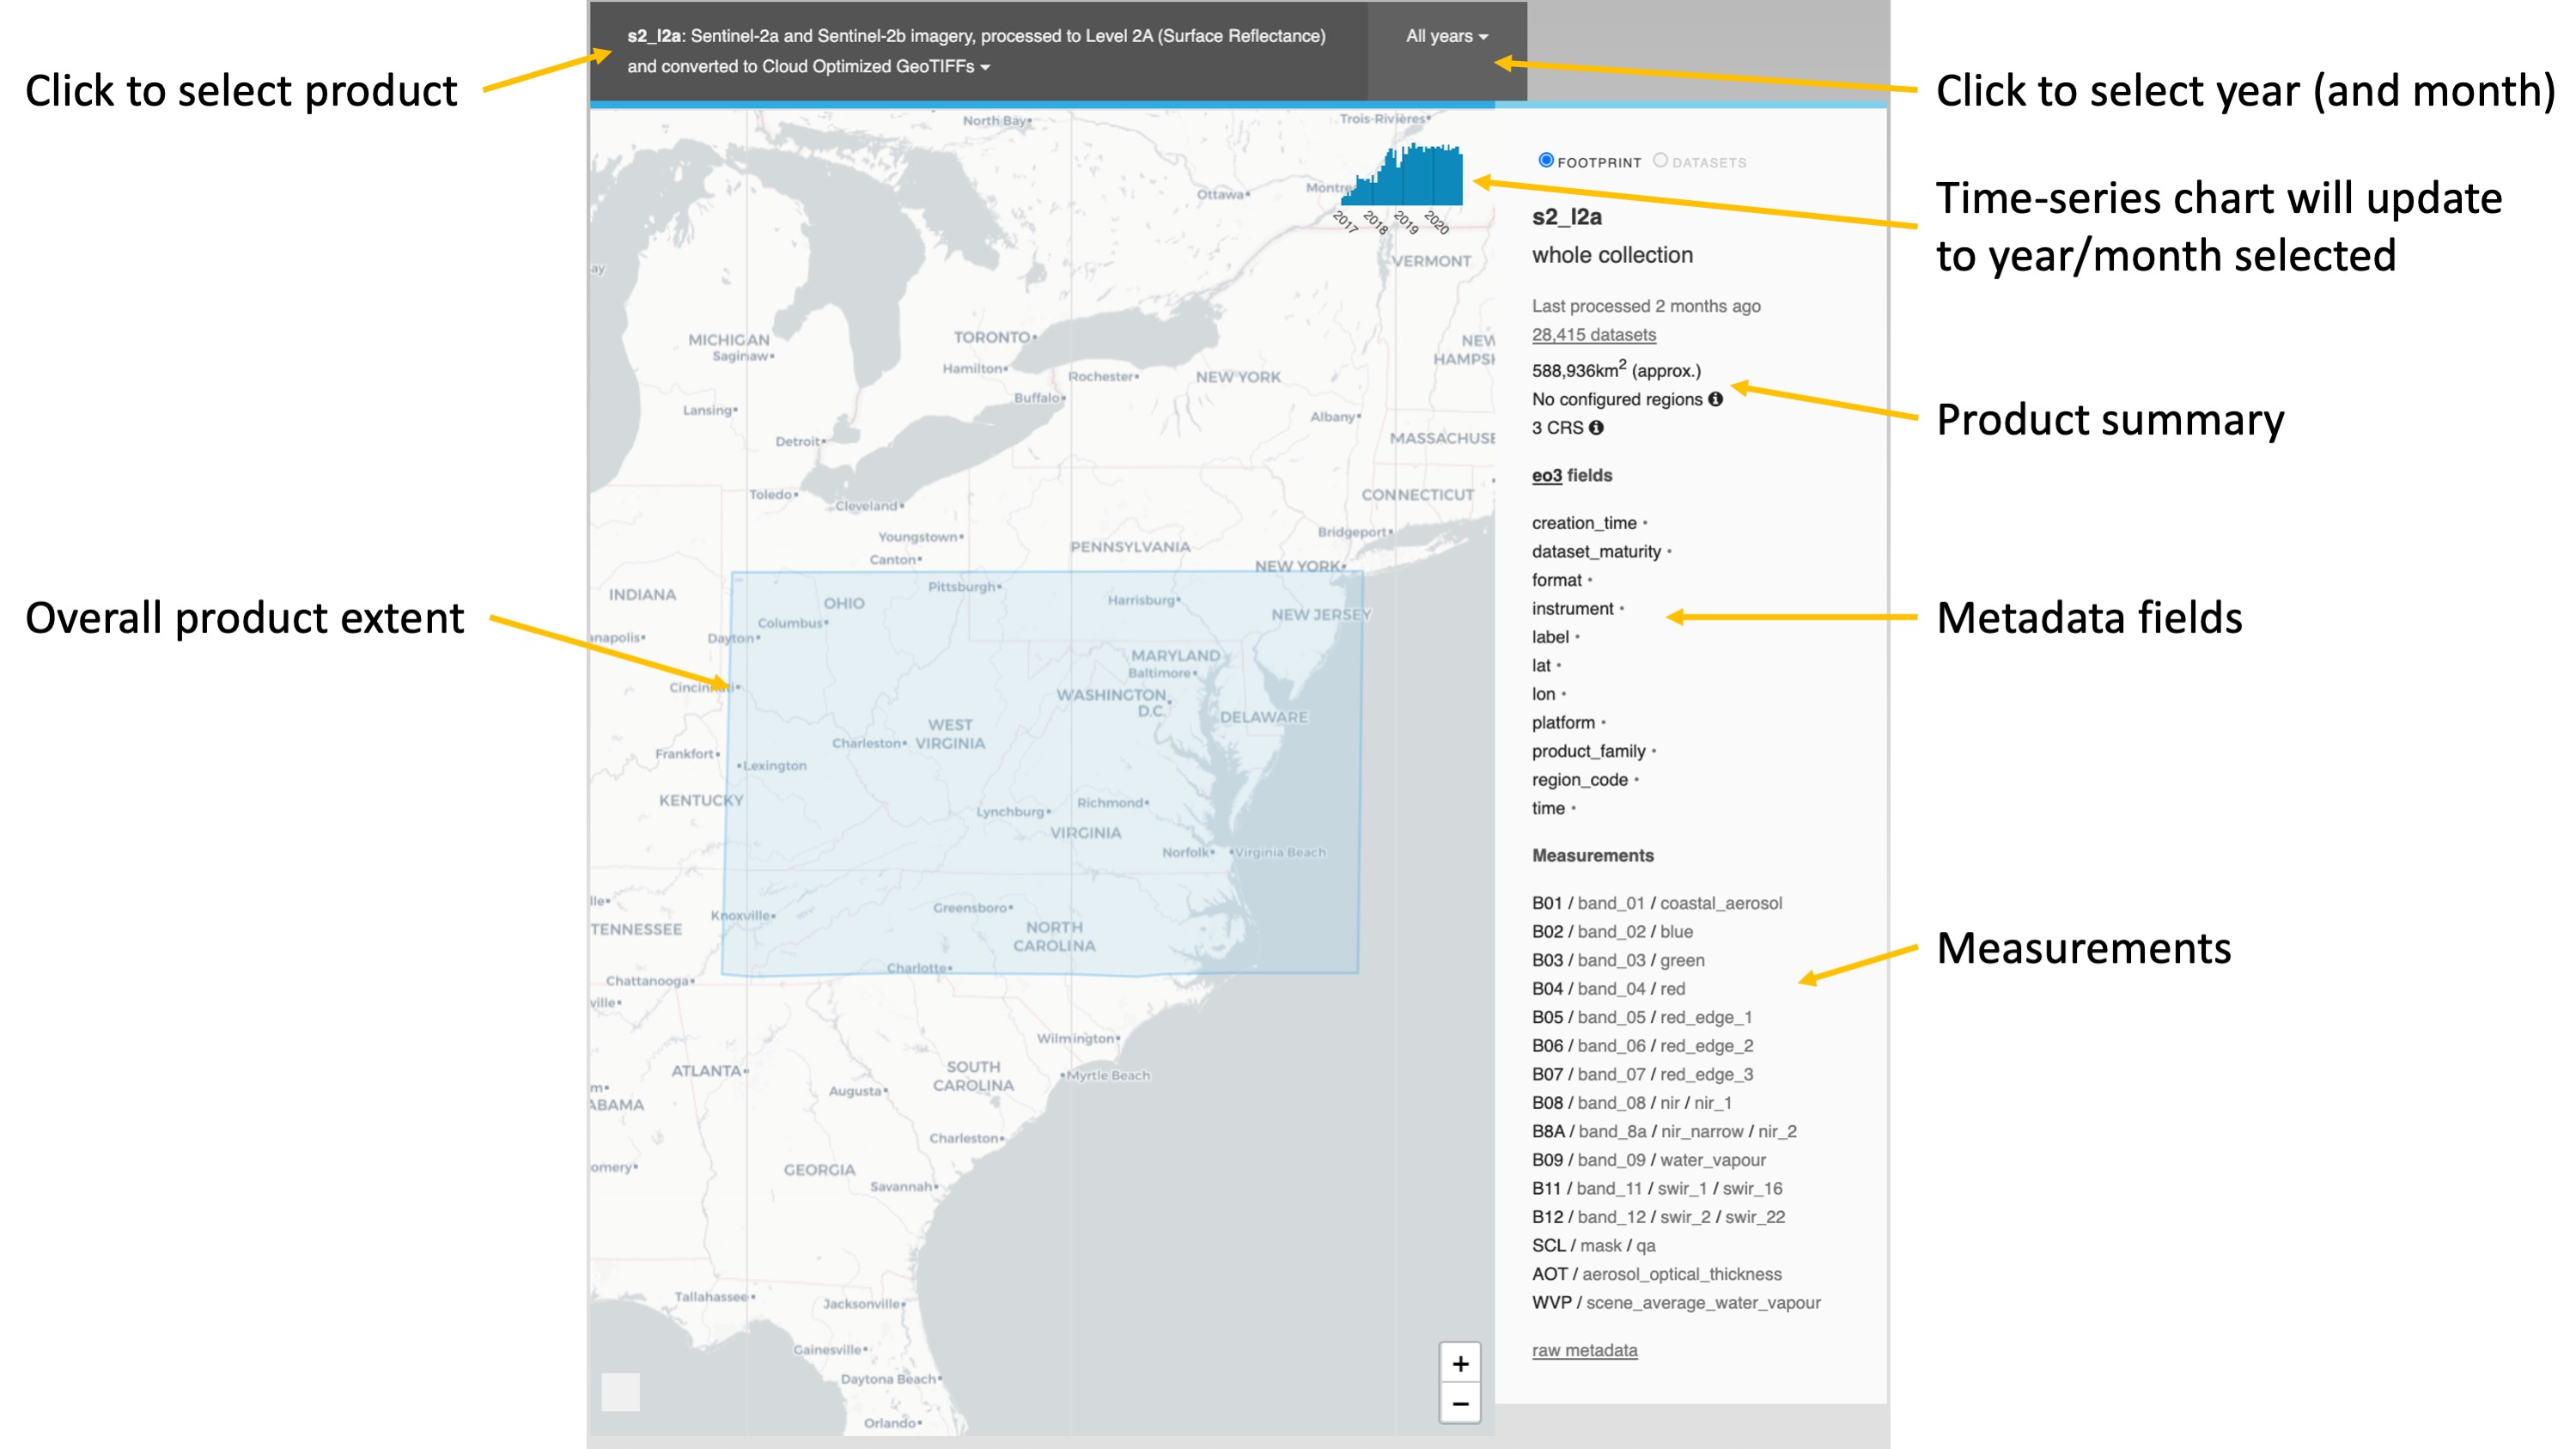 s2_l2a: Sentinel-2a and Sentinel-2b imagery, processed to Level 2A (Surface Reflectance)
and converted to Cloud Optimized GeoTIFFs
All years
Click to select product
Click to select year (and month)
Time-series chart will update
to year/month selected
Product summary
Overall product extent
Metadata fields
Measurements
North Bay
Trois-Rivières
Ottawa
Montre
2017
2018
2019
2020
VERMONT
ay
MICHIGAN
Saginaw
TORONTO
Hamilton
Rochester
NEW YORK
NEW
HAMPSH
Lansing
Buffalo
Albany
Detroit
MASSACHUSE
Toledo
Cleveland
CONNECTICUT
Youngstown
Bridgeport
Canton
PENNSYLVANIA
NEW YORK
INDIANA
OHIO
Pittsburgh
Harrisburg
NEW JERSEY
Columbus
anapolis
Dayton
MARYLAND
Baltimore
Cincinnati
WASHINGTON
D.C.
DELAWARE
WEST
VIRGINIA
Charleston
Frankfort
Lexington
KENTUCKY
Lynchburg
Richmond
VIRGINIA
Norfolk
Virginia Beach
lle
TENNESSEE
Knoxville
Greensboro
NORTH
CAROLINA
Charlotte
Chattanooga
ville
Wilmington
ATLANTA
SOUTH
CAROLINA
Myrtle Beach
Augusta
m
ABAMA
Charleston
omery
GEORGIA
Savannah
Tallahassee
Jacksonville
Gainesville
Daytona Beach
Orlando
+
−
FOOTPRINT DATASETS
s2_l2a
whole collection
Last processed 2 months ago
28,415 datasets
588,936km2 (approx.)
No configured regions
3 CRS
eo3 fields
creation_time •
dataset_maturity •
format •
instrument •
label •
lat •
lon •
platform •
product_family •
region_code •
time •
Measurements
B01 / band_01 / coastal_aerosol
B02 / band_02 / blue
B03 / band_03 / green
B04 / band_04 / red
B05 / band_05 / red_edge_1
B06 / band_06 / red_edge_2
B07 / band_07 / red_edge_3
B08 / band_08 / nir / nir_1
B8A / band_8a / nir_narrow / nir_2
B09 / band_09 / water_vapour
B11 / band_11 / swir_1 / swir_16
B12 / band_12 / swir_2 / swir_22
SCL / mask / qa
AOT / aerosol_optical_thickness
WVP / scene_average_water_vapour
raw metadata